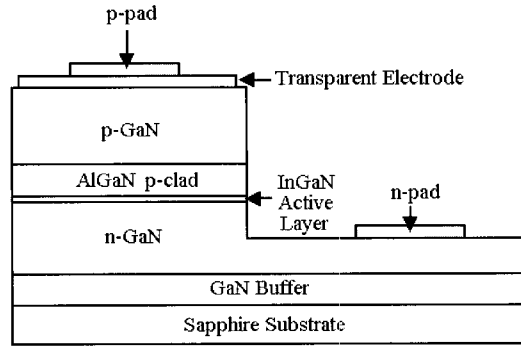 p-pad
Transparent Electrode
p-GaN
AlGaN p-clad
InGaN
Active
Layer
n-pad
n-GaN
GaN Buffer
Sapphire Substrate